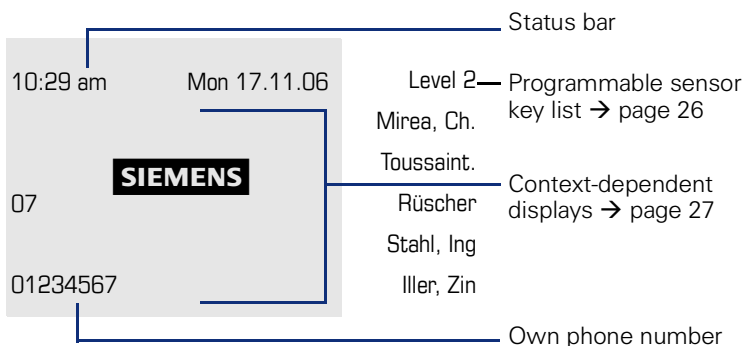 Status bar
10:29 am Mon 17.11.06 Level 2 Programmable sensor
key list → page 26
Mirea, Ch.
Toussaint.
SIEMENS
Context-dependent
displays → page 27
07 Rüscher
Stahl, Ing
01234567 Iller, Zin
Own phone number